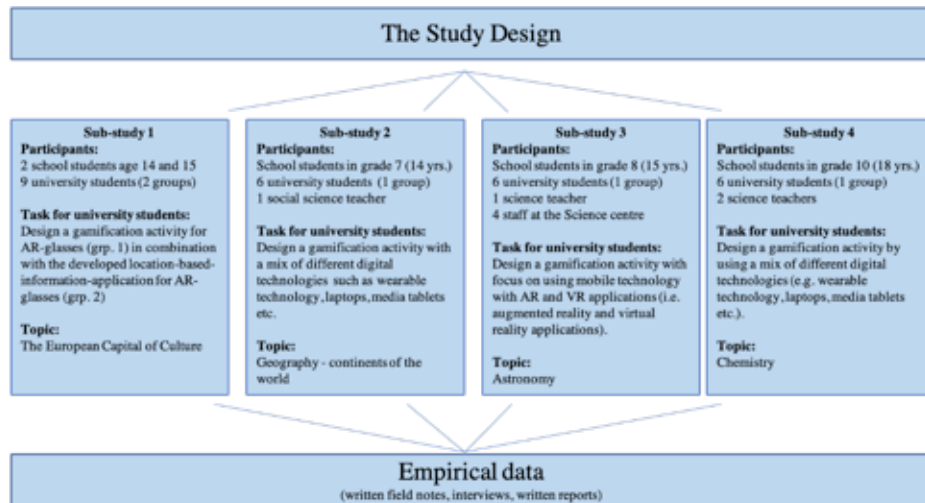 The Study Design
Sub-study 1
Participants:
2 school students age 14 and 15
9 university students (2 groups)
Task for university students:
Design a gamification activity for
AR-glasses (grp. 1) in combination
with the developed location-based-
information-application for AR-
glasses (grp. 2)
Topic:
The European Capital of Culture
Sub-study 2
Participants:
School students in grade 7 (14 yrs.)
6 university students (1 group)
1 social science teacher
Task for university students:
Design a gamification activity with
a mix of different digital
technologies such as wearable
technology, laptops, media tablets
etc.
Topic:
Geography - continents of the
world
Sub-study 3
Participants:
School students in grade 8 (15 yrs.)
6 university students (1 group)
1 science teacher
4 staff at the Science centre
Task for university students:
Design a gamification activity with
focus on using mobile technology
with AR and VR applications (i.e.
augmented reality and virtual
reality applications).
Topic:
Astronomy
Sub-study 4
Participants:
School students in grade 10 (18 yrs.)
6 university students (1 group)
2 science teachers
Task for university students:
Design a gamification activity by
using a mix of different digital
technologies (e.g. wearable
technology, laptops, media tablets
etc.).
Topic:
Chemistry
Empirical data
(written field notes, interviews, written reports)